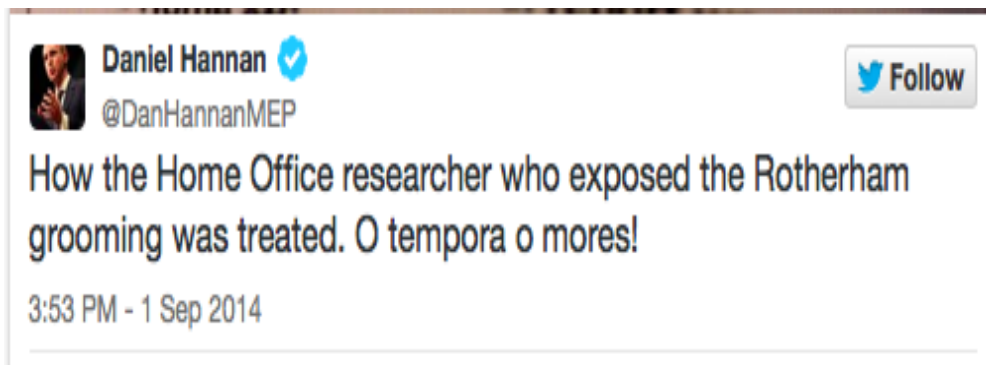 Daniel Hannan
@DanHannanMEP
Follow
How the Home Office researcher who exposed the Rotherham
grooming was treated. O tempora o mores!
3:53 PM - 1 Sep 2014